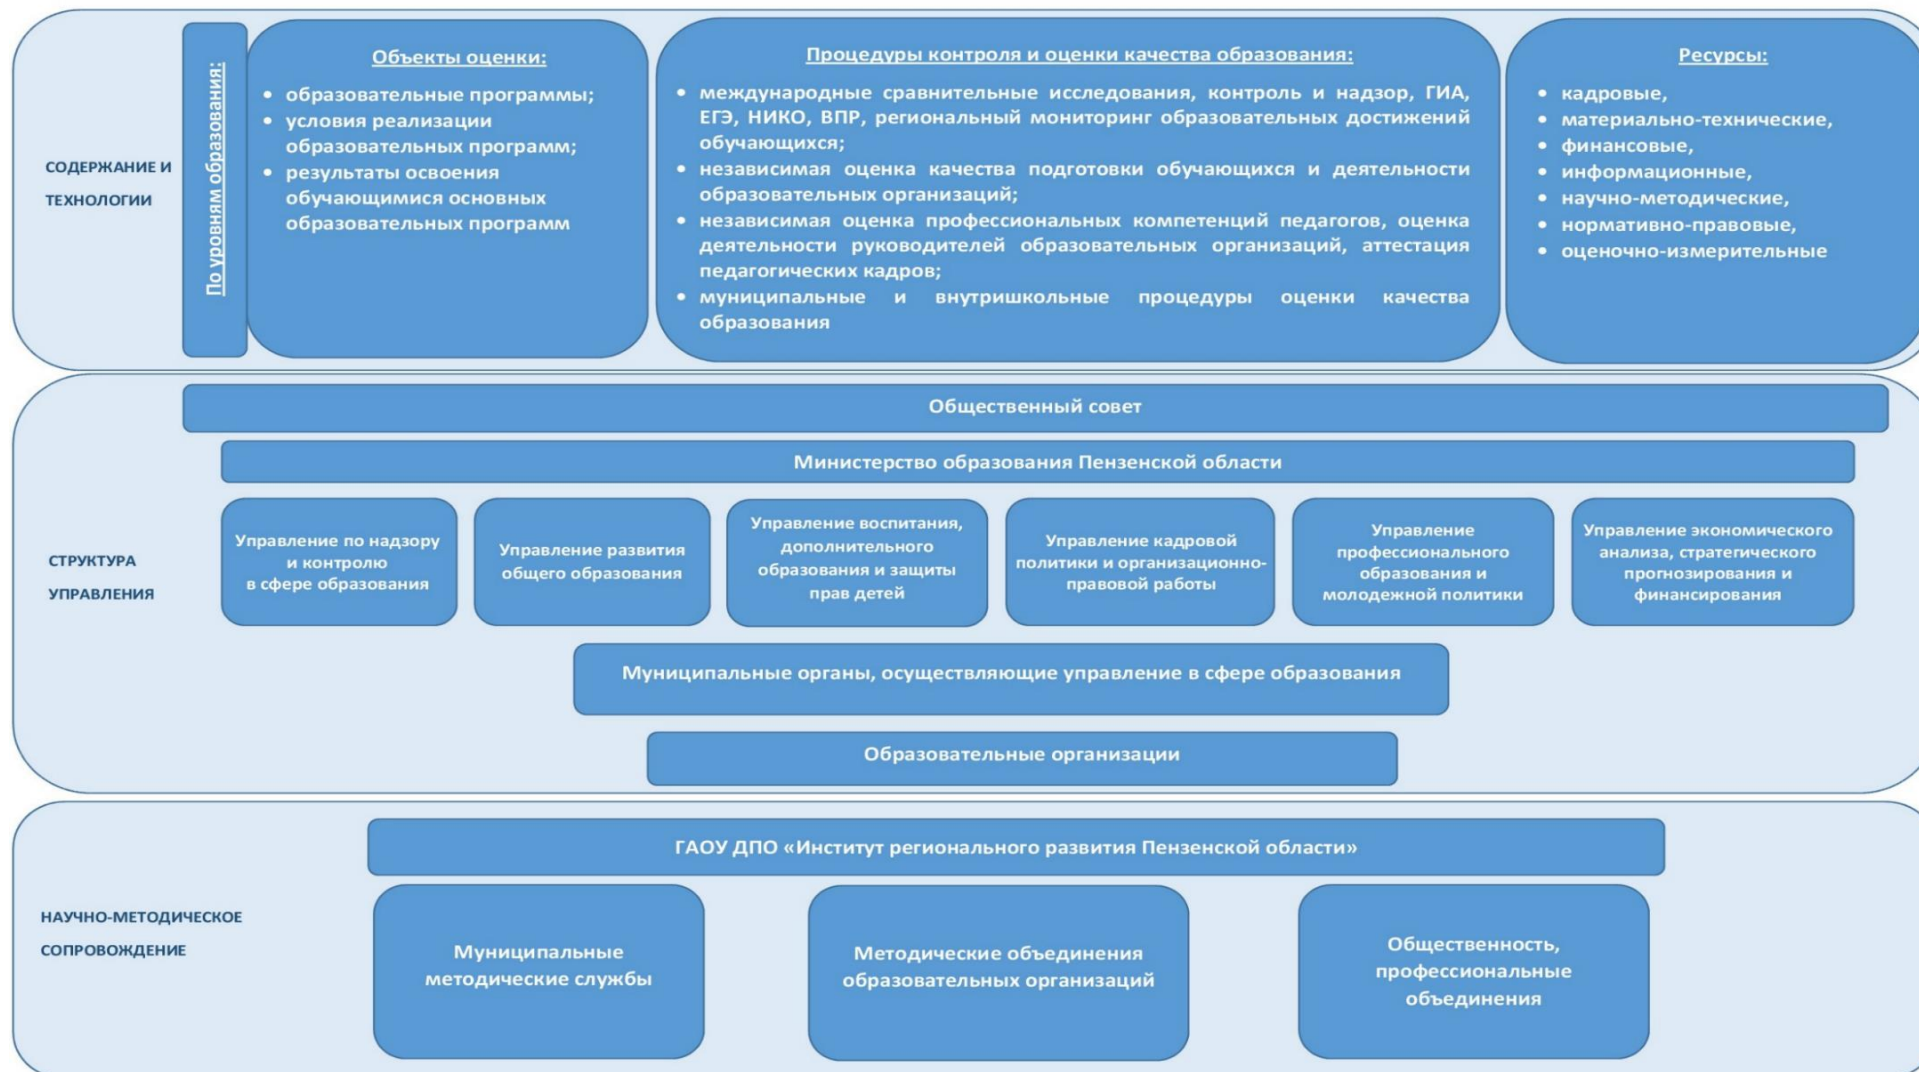 СОДЕРЖАНИЕ И
ТЕХНОЛОГИИ
По уровням образования:
Объекты оценки:
• образовательные программы;
• условия реализации
образовательных программ;
• результаты освоения
обучающимися основных
образовательных программ
Процедуры контроля и оценки качества образования:
• международные сравнительные исследования, контроль и надзор, ГИА,
ЕГЭ, НИКО, ВПР, региональный мониторинг образовательных достижений
обучающихся;
• независимая оценка качества подготовки обучающихся и деятельности
образовательных организаций;
• независимая оценка профессиональных компетенций педагогов, оценка
деятельности руководителей образовательных организаций, аттестация
педагогических кадров;
• муниципальные и внутришкольные процедуры оценки качества
образования
Ресурсы:
• кадровые,
• материально-технические,
• финансовые,
• информационные,
• научно-методические,
• нормативно-правовые,
• оценочно-измерительные
СТРУКТУРА
УПРАВЛЕНИЯ
Общественный совет
Министерство образования Пензенской области
Управление по надзору
и контролю
в сфере образования
Управление развития
общего образования
Управление воспитания,
дополнительного
образования и защиты
прав детей
Управление кадровой
политики и организационно-
правовой работы
Управление
профессионального
образования и
молодежной политики
Управление экономического
анализа, стратегического
прогнозирования и
финансирования
Муниципальные органы, осуществляющие управление в сфере образования
Образовательные организации
НАУЧНО-МЕТОДИЧЕСКОЕ
СОПРОВОЖДЕНИЕ
ГАОУ ДПО «Институт регионального развития Пензенской области»
Муниципальные
методические службы
Методические объединения
образовательных организаций
Общественность,
профессиональные
объединения